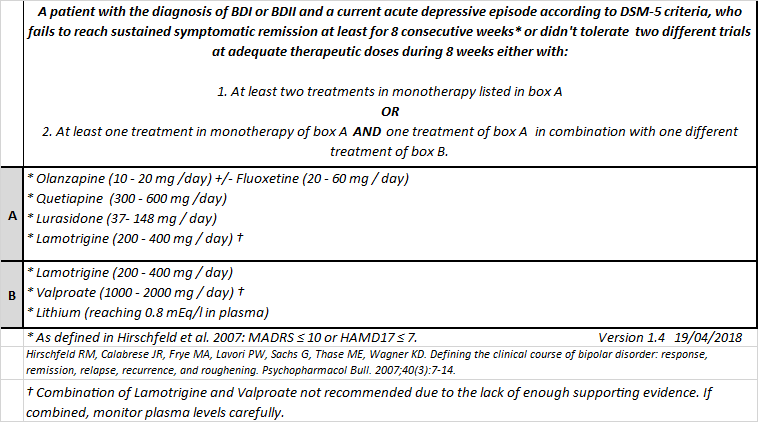 A patient with the diagnosis of BDI or BDII and a current acute depressive episode according to DSM-5 criteria, who
fails to reach sustained symptomatic remission at least for 8 consecutive weeks* or didn't tolerate two different trials
at adequate therapeutic doses during 8 weeks either with:
1. At least two treatments in monotherapy listed in box A
OR
2. At least one treatment in monotherapy of box A AND one treatment of box A in combination with one different
treatment of box B.
A
* Olanzapine (10 - 20 mg /day) +/- Fluoxetine (20 - 60 mg / day)
* Quetiapine (300 - 600 mg /day)
* Lurasidone (37- 148 mg / day)
* Lamotrigine (200 - 400 mg / day) †
B
* Lamotrigine (200 - 400 mg / day)
* Valproate (1000 - 2000 mg / day) †
* Lithium (reaching 0.8 mEq/l in plasma)
* As defined in Hirschfeld et al. 2007: MADRS ≤ 10 or HAMD17 ≤ 7. Version 1.4 19/04/2018
Hirschfeld RM, Calabrese JR, Frye MA, Lavori PW, Sachs G, Thase ME, Wagner KD. Defining the clinical course of bipolar disorder: response,
remission, relapse, recurrence, and roughening. Psychopharmacol Bull. 2007;40(3):7-14.
† Combination of Lamotrigine and Valproate not recommended due to the lack of enough supporting evidence. If
combined, monitor plasma levels carefully.